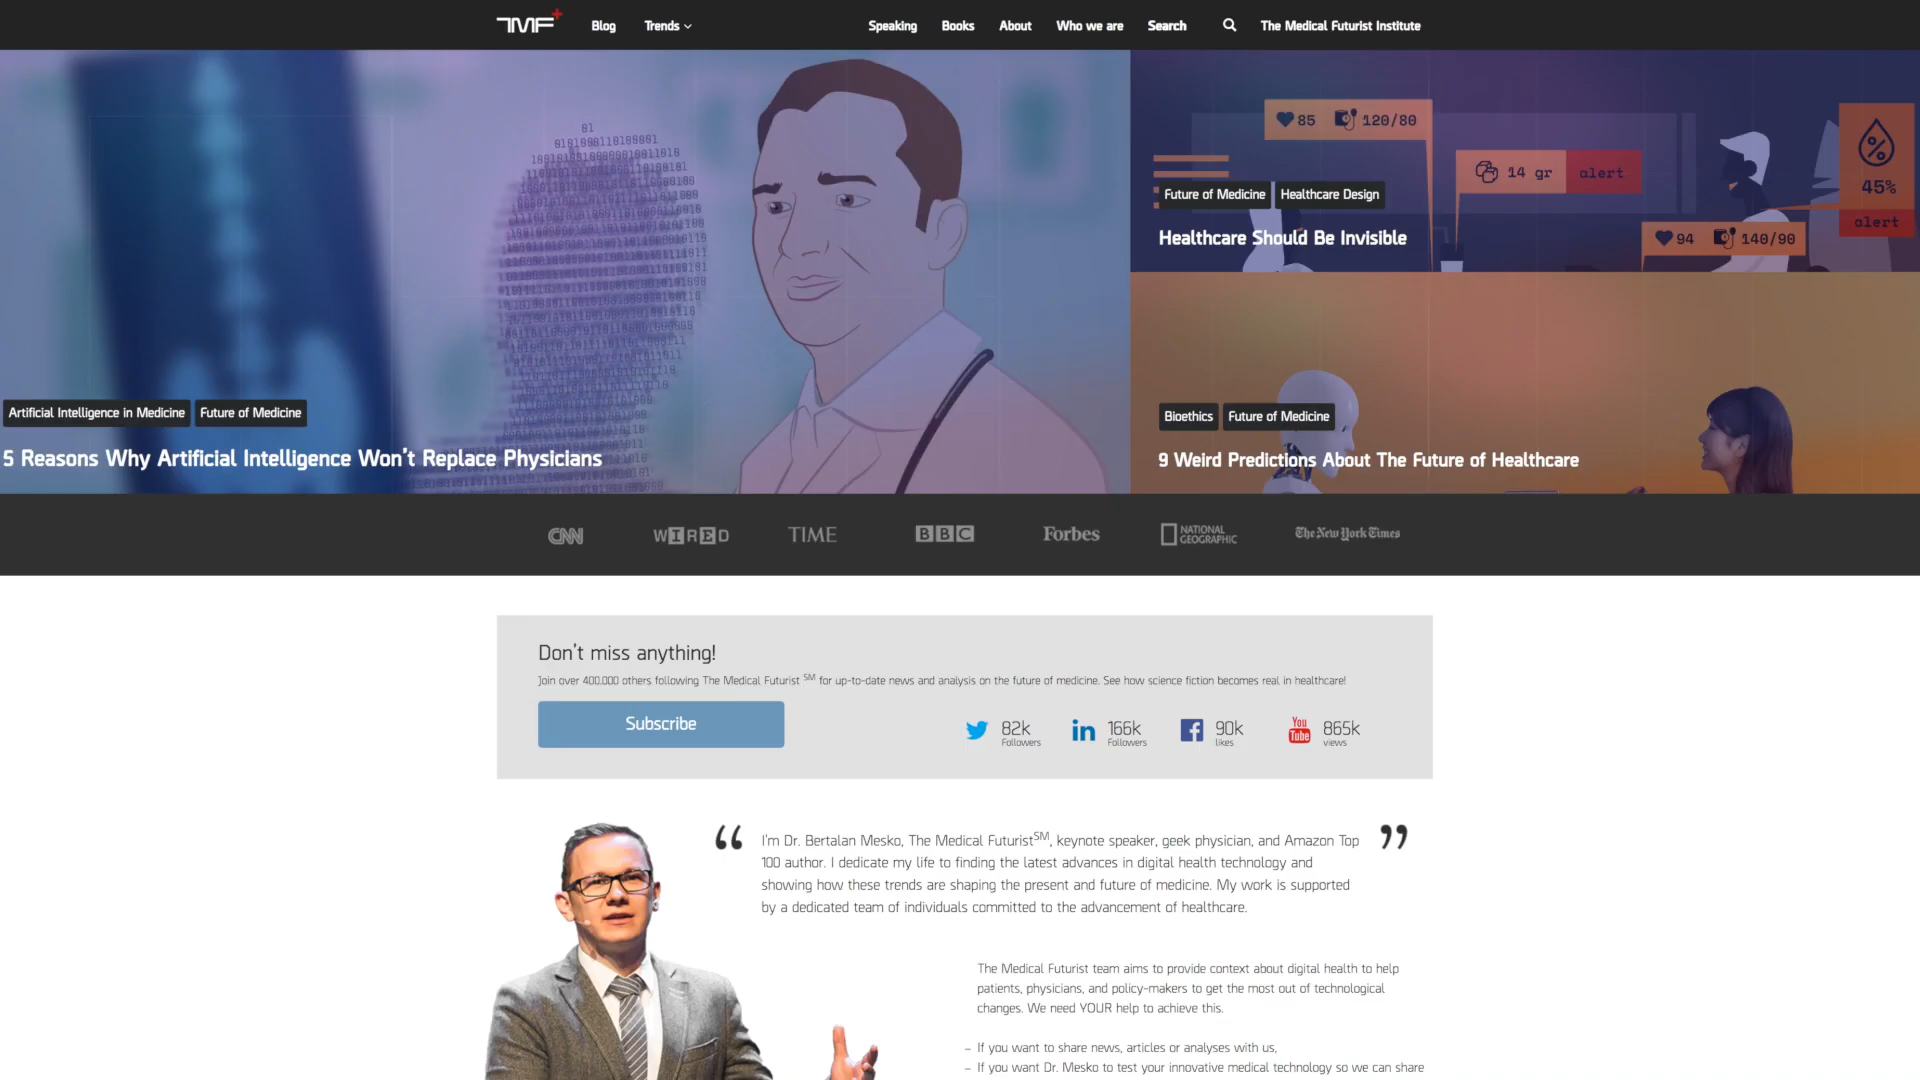 TMF+
Blog
Trends
Speaking
Books
About
Who we are
Search
The Medical Futurist Institute
Artificial Intelligence in Medicine
Future of Medicine
5 Reasons Why Artificial Intelligence Won't Replace Physicians
85
120/80
14 gr
alert
45%
alert
94
140/90
Future of Medicine
Healthcare Design
Healthcare Should Be Invisible
Bioethics
Future of Medicine
9 Weird Predictions About The Future of Healthcare
CNN
WIRED
TIME
BBC
Forbes
NATIONAL
GEOGRAPHIC
The New York Times
Don't miss anything!
Join over 400.000 others following The Medical Futurist SM for up-to-date news and analysis on the future of medicine. See how science fiction becomes real in healthcare!
Subscribe
82k
Followers
in
166k
Followers
90k
likes
You
Tube
865k
views
“ I'm Dr. Bertalan Mesko, The Medical FuturistSM, keynote speaker, geek physician, and Amazon Top ”
100 author. I dedicate my life to finding the latest advances in digital health technology and
showing how these trends are shaping the present and future of medicine. My work is supported
by a dedicated team of individuals committed to the advancement of healthcare.
The Medical Futurist team aims to provide context about digital health to help
patients, physicians, and policy-makers to get the most out of technological
changes. We need YOUR help to achieve this.
– If you want to share news, articles or analyses with us,
– If you want Dr. Mesko to test your innovative medical technology so we can share